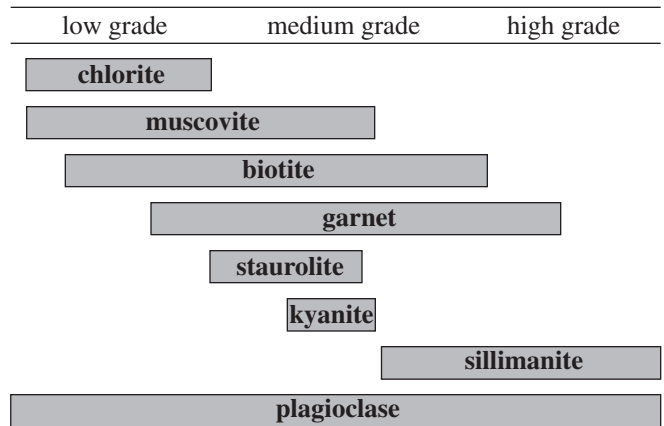 low grade medium grade high grade
chlorite
muscovite
biotite
garnet
staurolite
kyanite
sillimanite
plagioclase